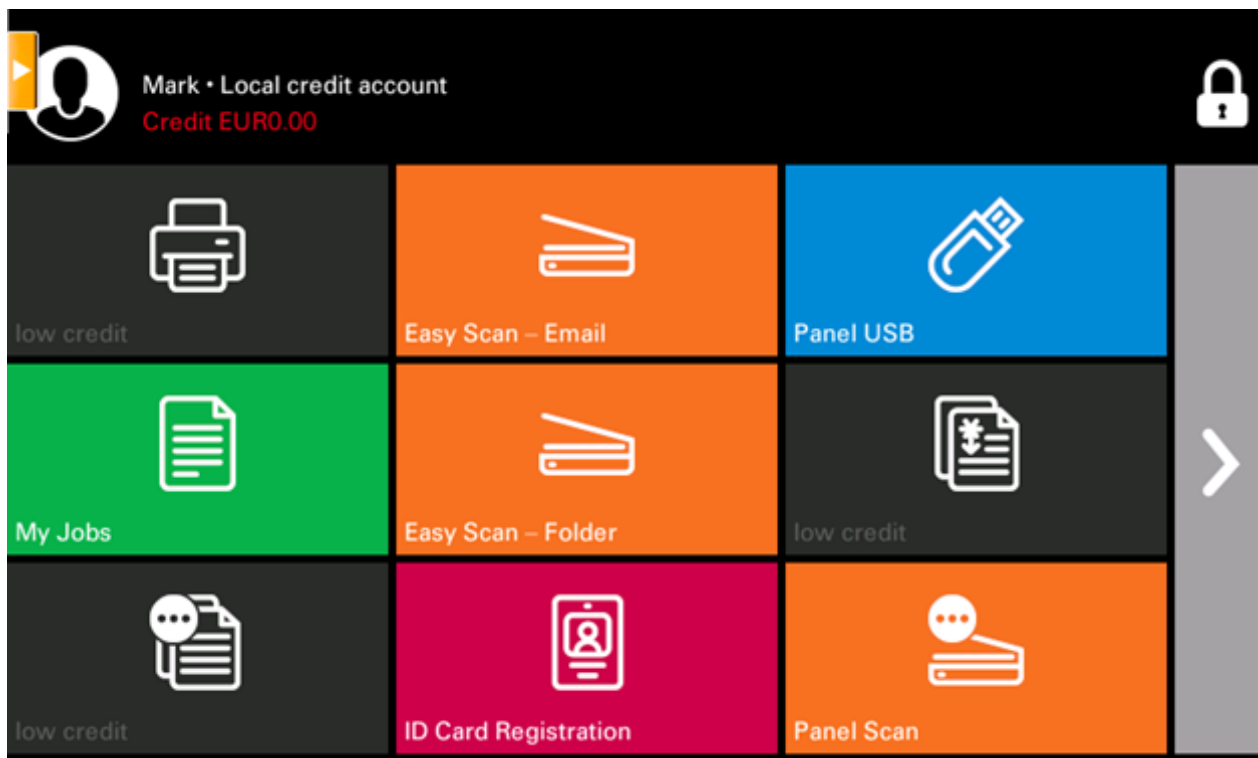 Mark • Local credit account
Credit EUR0.00
low credit
Easy Scan – Email
Panel USB
My Jobs
Easy Scan – Folder
low credit
low credit
ID Card Registration
Panel Scan